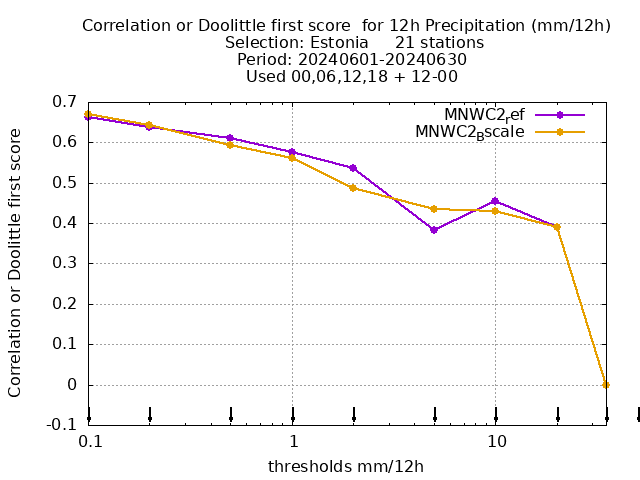 Correlation or Doolittle first score  for 12h Precipitation (mm/12h)
Selection: Estonia     21 stations
Period: 20240601-20240630
Used 00,06,12,18 + 12-00
Correlation or Doolittle first score
0.7
0.6
0.5
0.4
0.3
0.2
0.1
0
-0.1
MNWC2ref
MNWC2Bscale
0.1
1
10
thresholds mm/12h